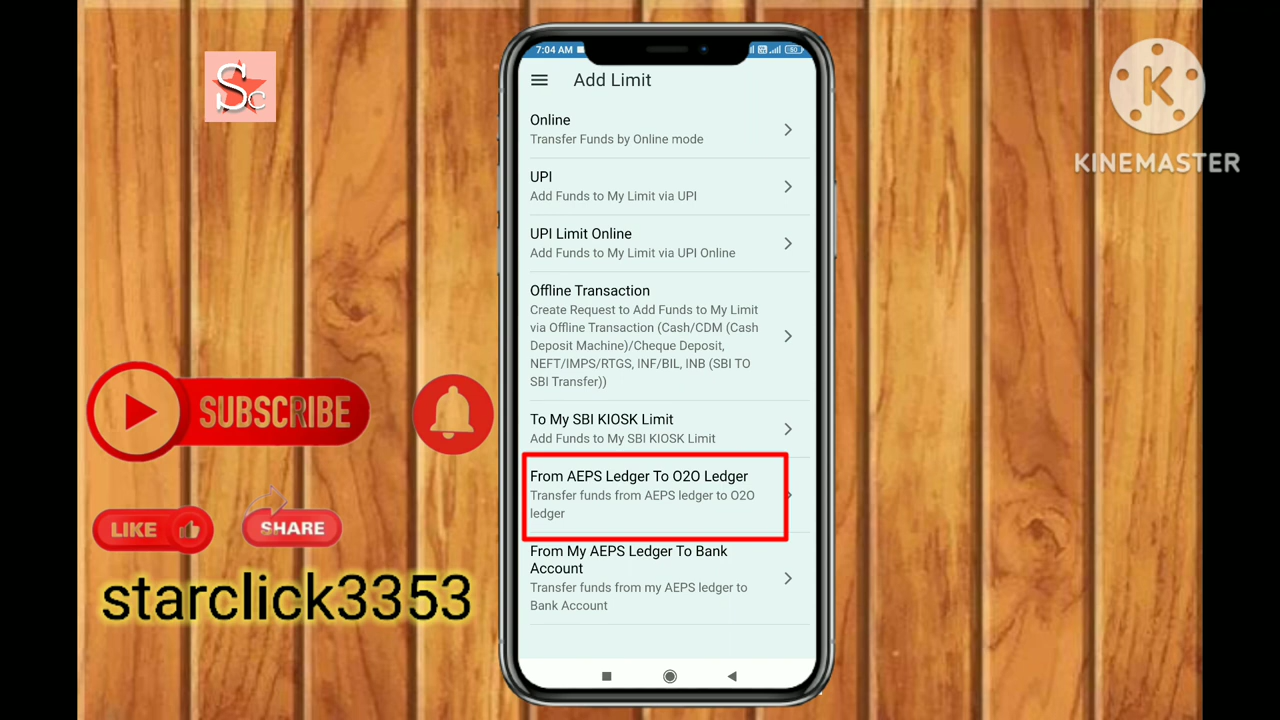 7:04 AM
Add Limit
Online
Transfer Funds by Online mode
UPI
Add Funds to My Limit via UPI
UPI Limit Online
Add Funds to My Limit via UPI Online
Offline Transaction
Create Request to Add Funds to My Limit
via Offline Transaction (Cash/CDM (Cash
Deposit Machine)/Cheque Deposit,
NEFT/IMPS/RTGS, INF/BIL, INB (SBI TO
SBI Transfer))
To My SBI KIOSK Limit
Add Funds to My SBI KIOSK Limit
From AEPS Ledger To O2O Ledger
Transfer funds from AEPS ledger to O2O
ledger
From My AEPS Ledger To Bank
Account
Transfer funds from my AEPS ledger to
Bank Account
Sc
SUBSCRIBE
LIKE
SHARE
starclick3353
K
KINEMASTER